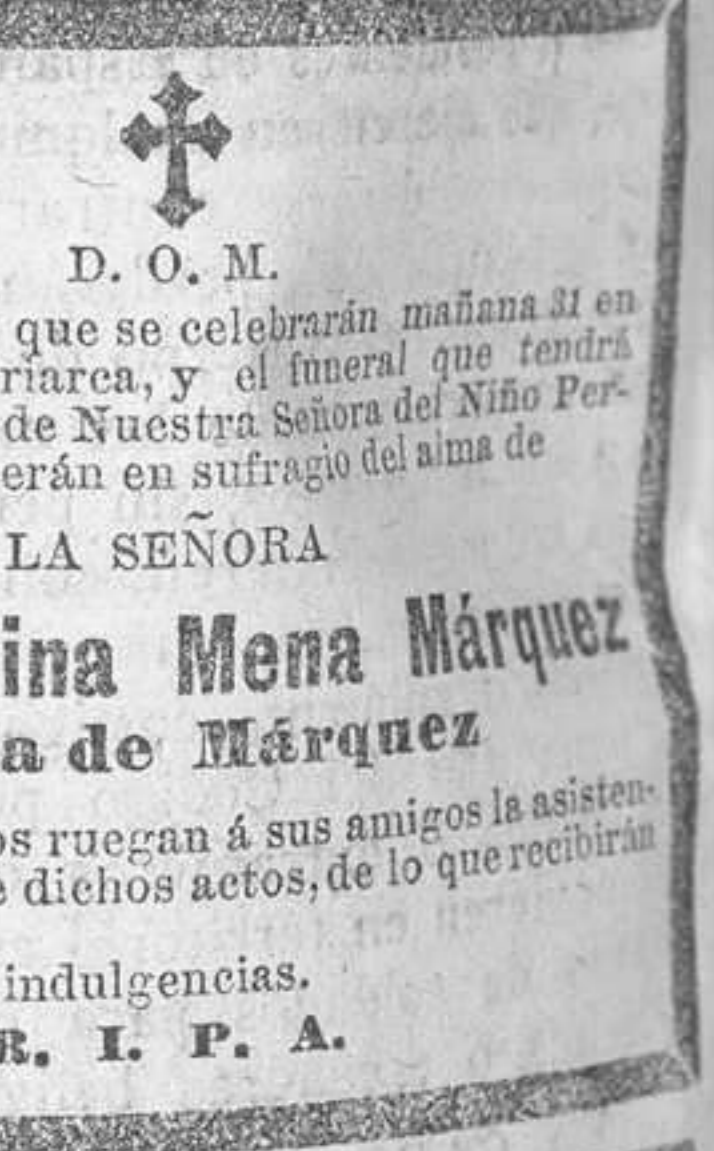 D. O. M.
que se celebrarán mañana 31 en
riarca, y el funeral que tendrá
de Nuestra Señora del Niño Per-
erán en sufragio del alma de
LA SEÑORA
ina Mena Márquez
a de Márquez
os ruegan á sus amigos la asisten-
e dichos actos, de lo que recibirán
indulgencias.
R. I. P. A.